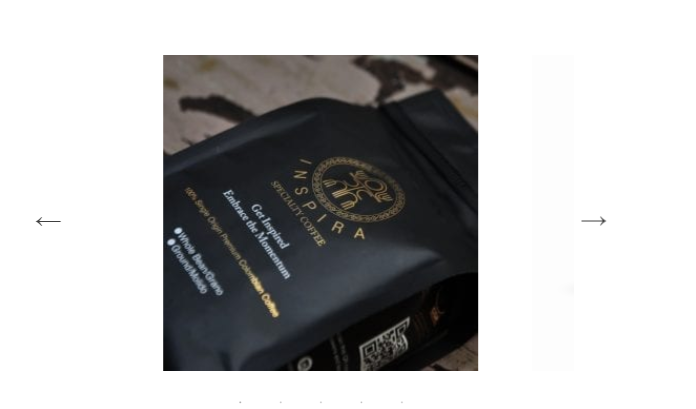 INSPIRA
SPECIALTY COFFEE
Get Inspired
Embrace the Momentum
100% Single Origin Premium Colombian Coffee
Whole Bean/Grano
Ground/Molido